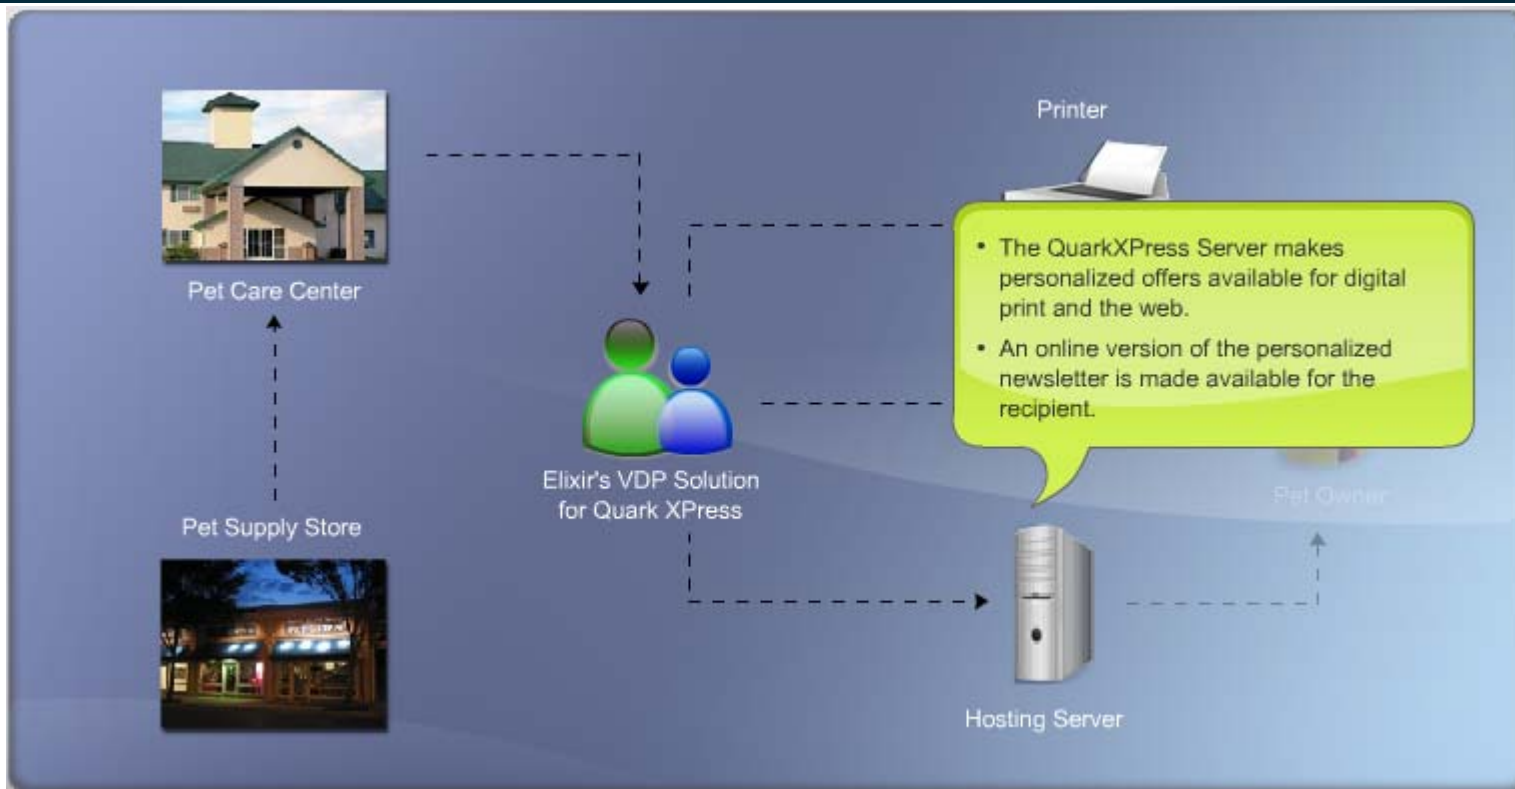 Printer
• The QuarkXPress Server makes
personalized offers available for digital
print and the web.
• An online version of the personalized
newsletter is made available for the
recipient.
Pet Care Center
Elixir's VDP Solution
for Quark XPress
Pet Owner
Pet Supply Store
Hosting Server